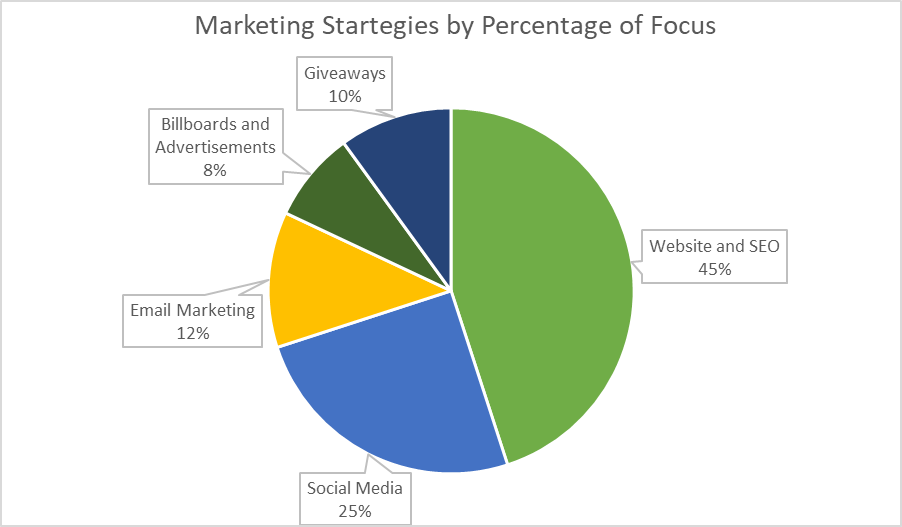 Marketing Startegies by Percentage of Focus
Giveaways
10%
Billboards and
Advertisements
8%
Website and SEO
45%
Email Marketing
12%
Social Media
25%